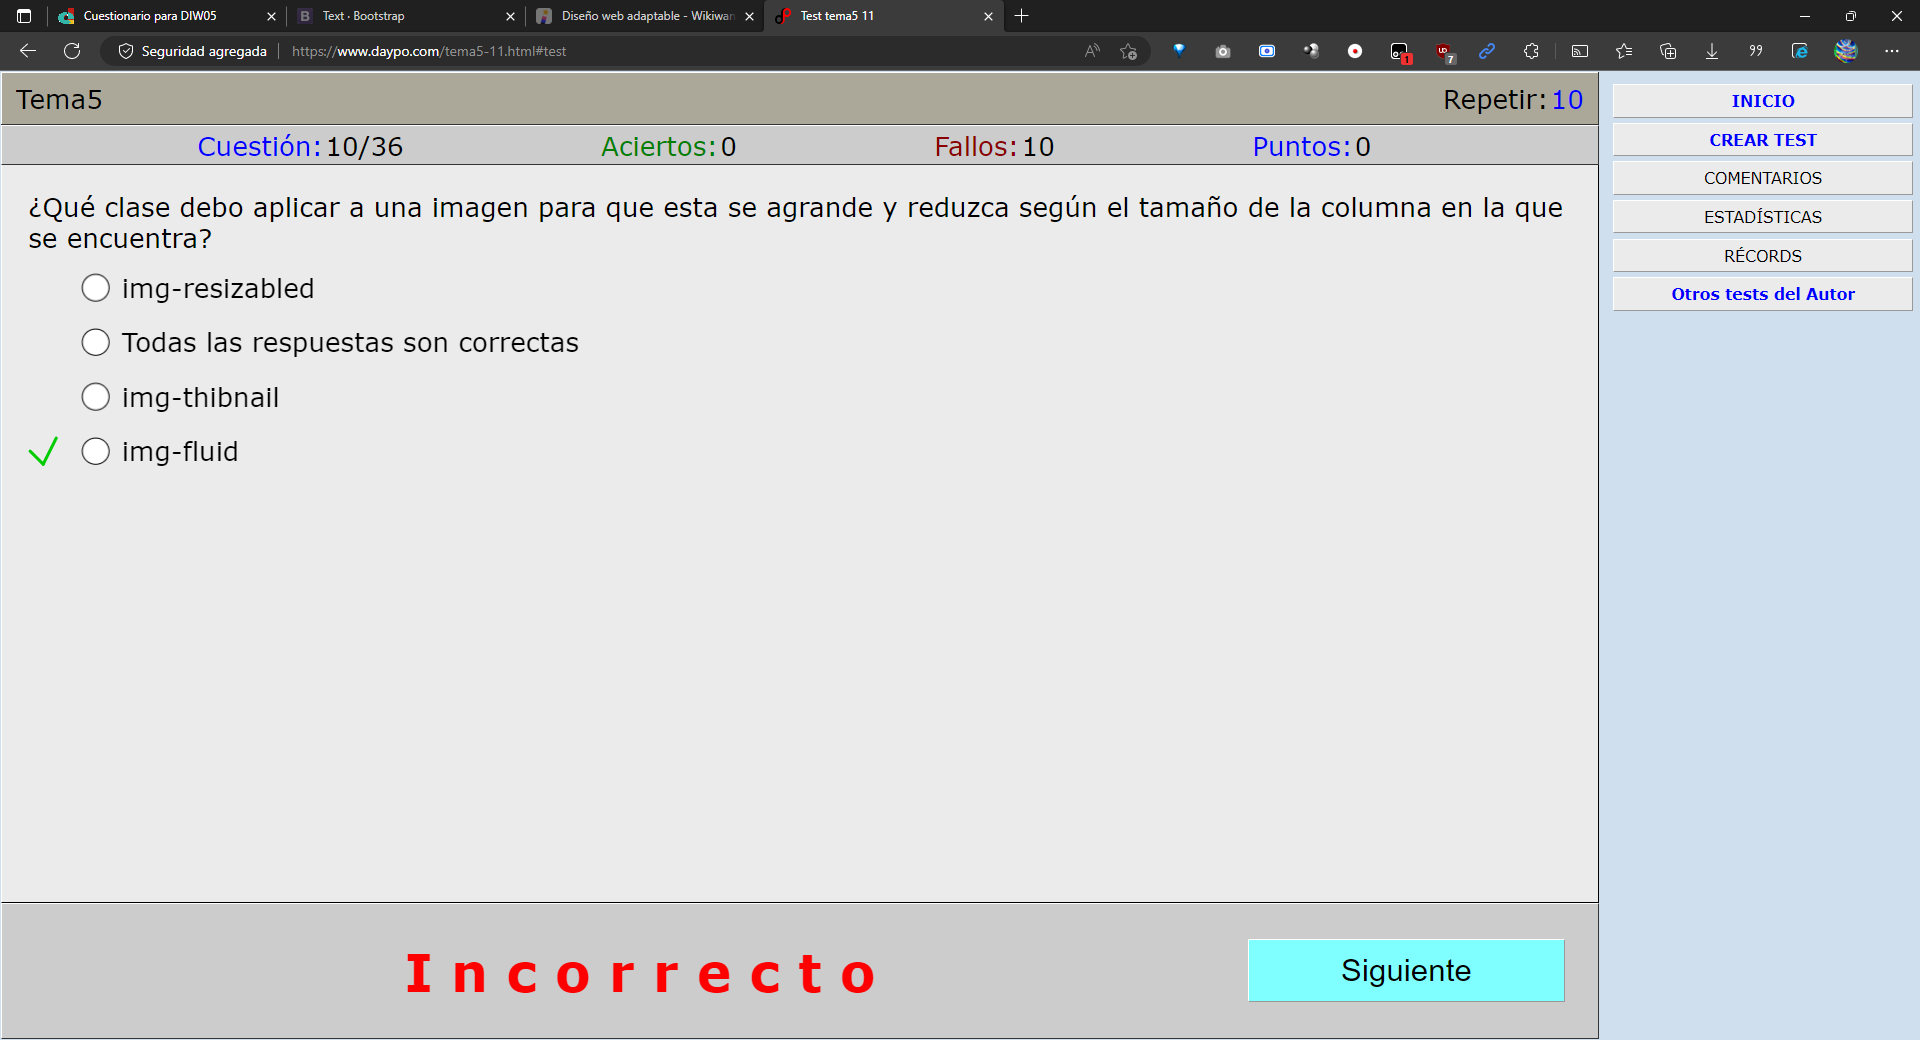 Cuestionario para DIW05
B
Text · Bootstrap
Diseño web adaptable - Wikiwan
Test tema5 11
Seguridad agregada
https://www.daypo.com/tema5-11.html#test
1
7
Tema5
Repetir: 10
Cuestión: 10/36
Aciertos: 0
Fallos: 10
Puntos: 0
¿Qué clase debo aplicar a una imagen para que esta se agrande y reduzca según el tamaño de la columna en la que
se encuentra?
img-resizabled
Todas las respuestas son correctas
img-thibnail
img-fluid
Incorrecto
Siguiente
INICIO
CREAR TEST
COMENTARIOS
ESTADÍSTICAS
RÉCORDS
Otros tests del Autor